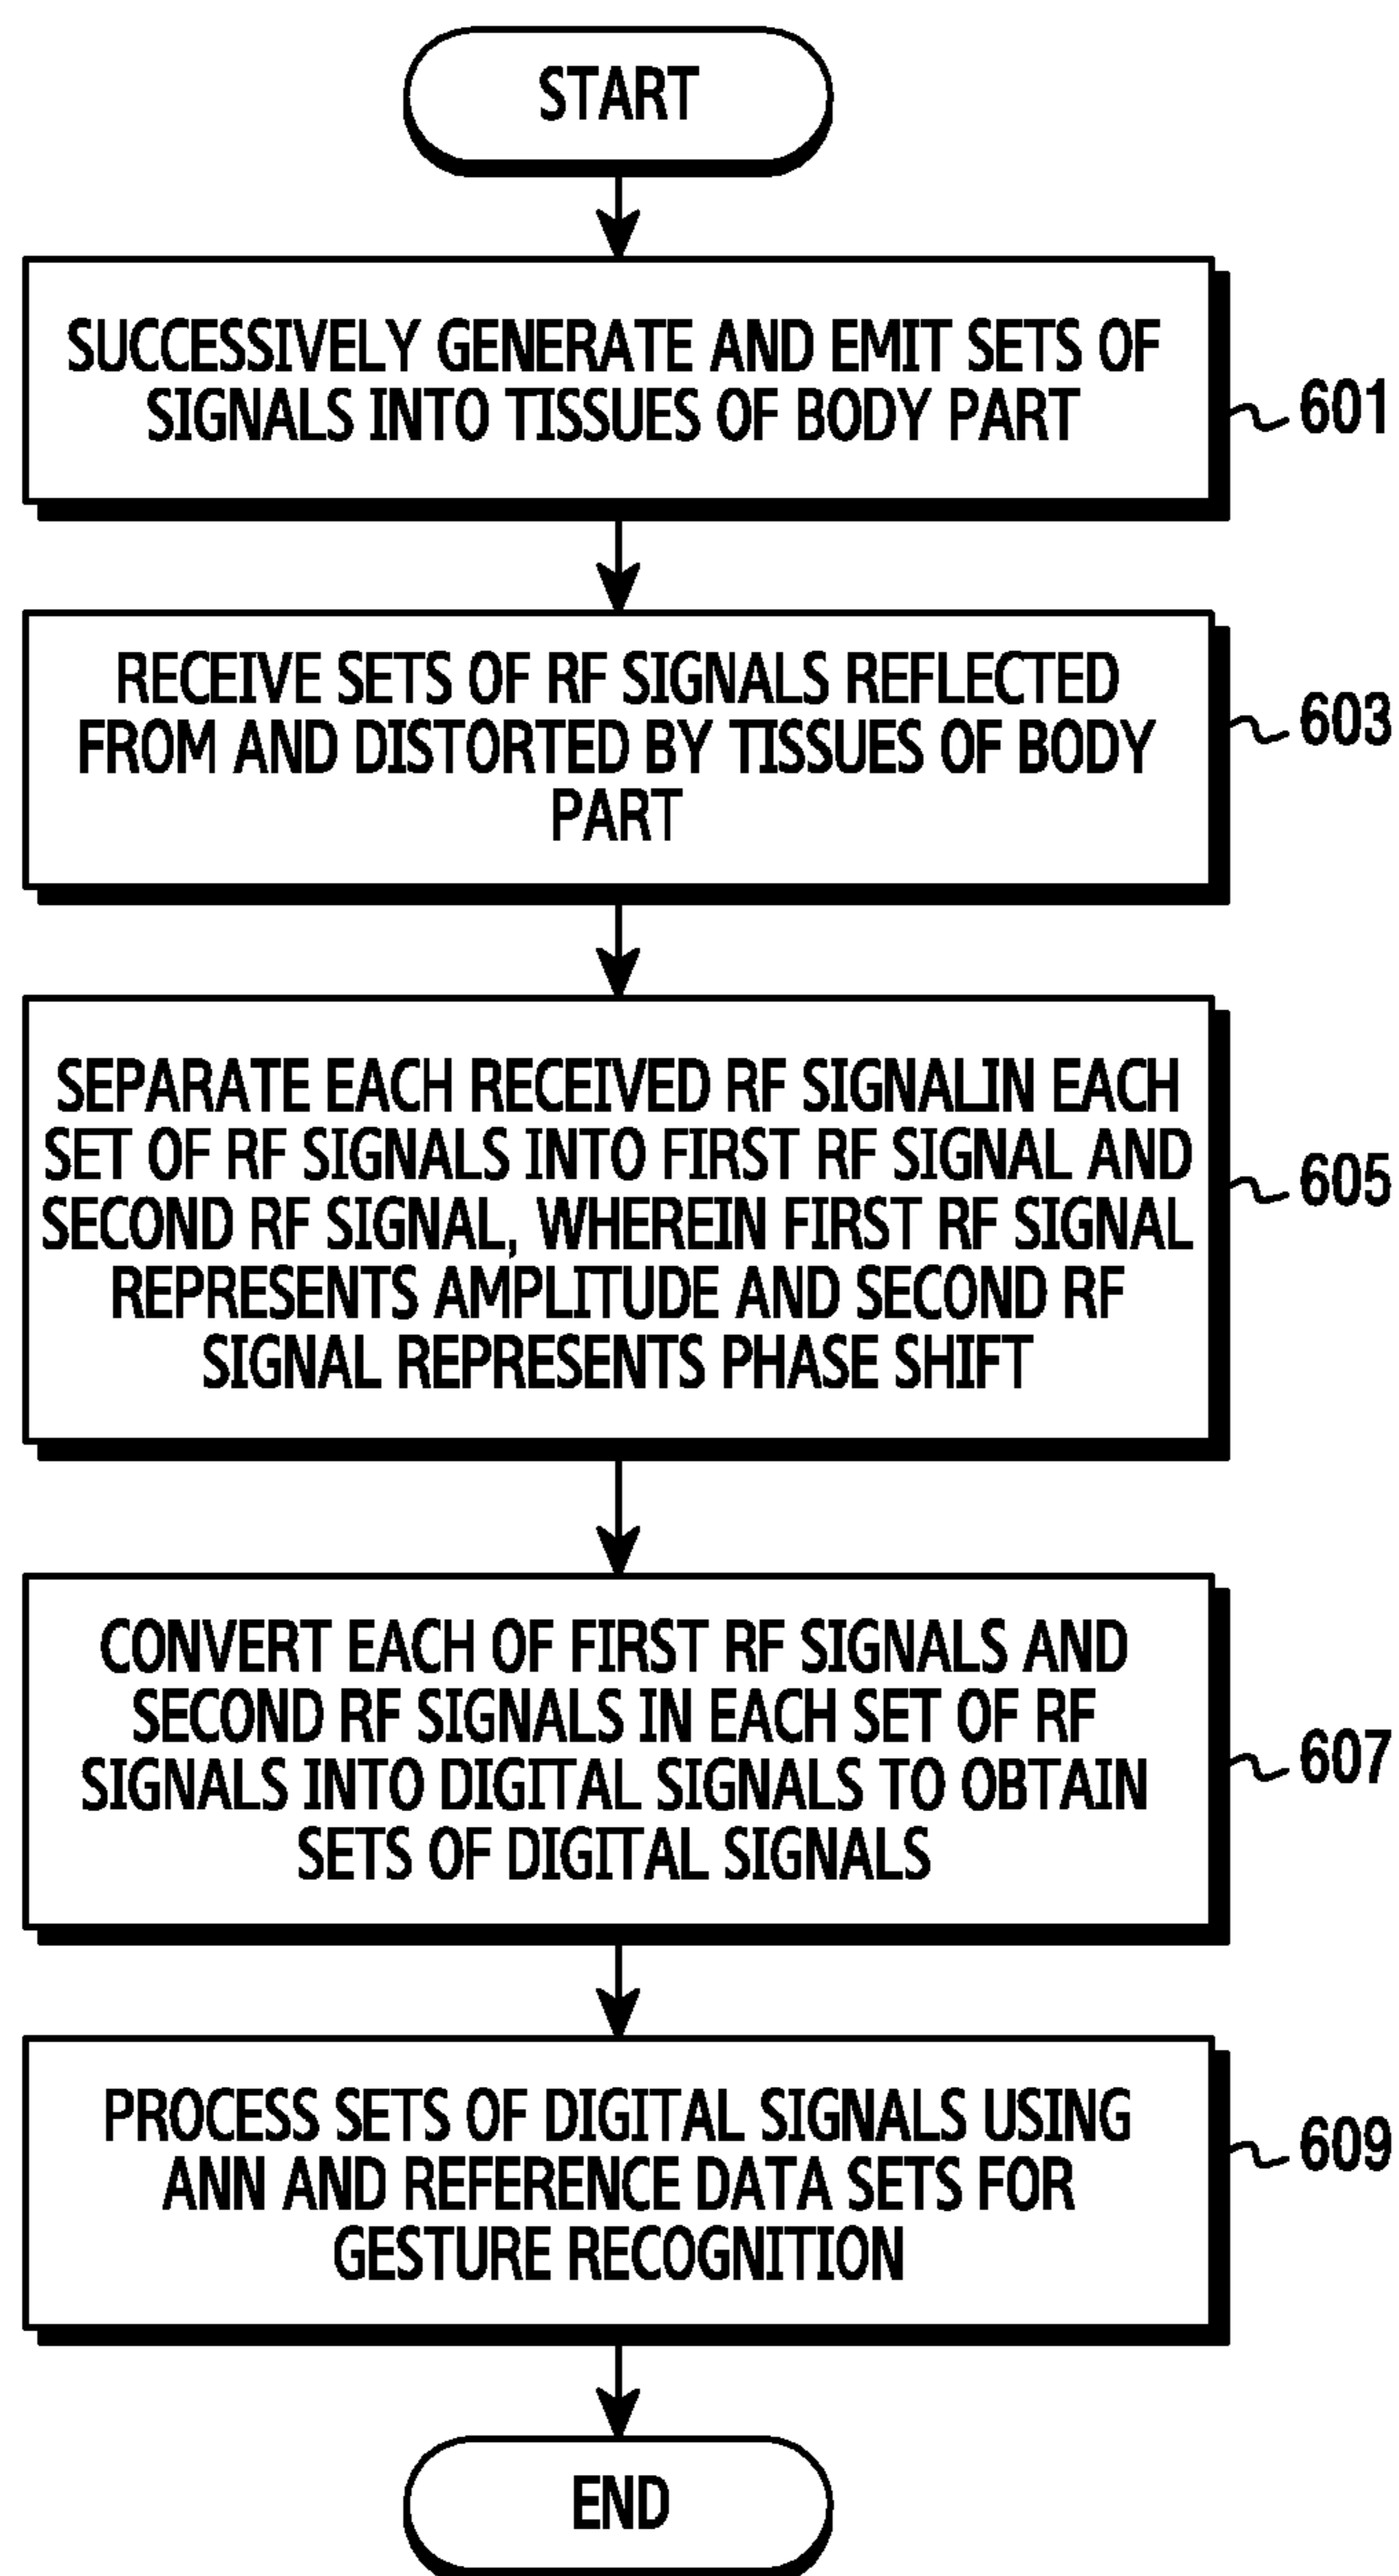 START
SUCCESSIVELY GENERATE AND EMIT SETS OF
SIGNALS INTO TISSUES OF BODY PART
601
RECEIVE SETS OF RF SIGNALS REFLECTED
FROM AND DISTORTED BY TISSUES OF BODY
PART
603
SEPARATE EACH RECEIVED RF SIGNALIN EACH
SET OF RF SIGNALS INTO FIRST RF SIGNAL AND
SECOND RF SIGNAL, WHEREIN FIRST RF SIGNAL
REPRESENTS AMPLITUDE AND SECOND RF
SIGNAL REPRESENTS PHASE SHIFT
605
CONVERT EACH OF FIRST RF SIGNALS AND
SECOND RF SIGNALS IN EACH SET OF RF
SIGNALS INTO DIGITAL SIGNALS TO OBTAIN
SETS OF DIGITAL SIGNALS
607
PROCESS SETS OF DIGITAL SIGNALS USING
ANN AND REFERENCE DATA SETS FOR
GESTURE RECOGNITION
609
END